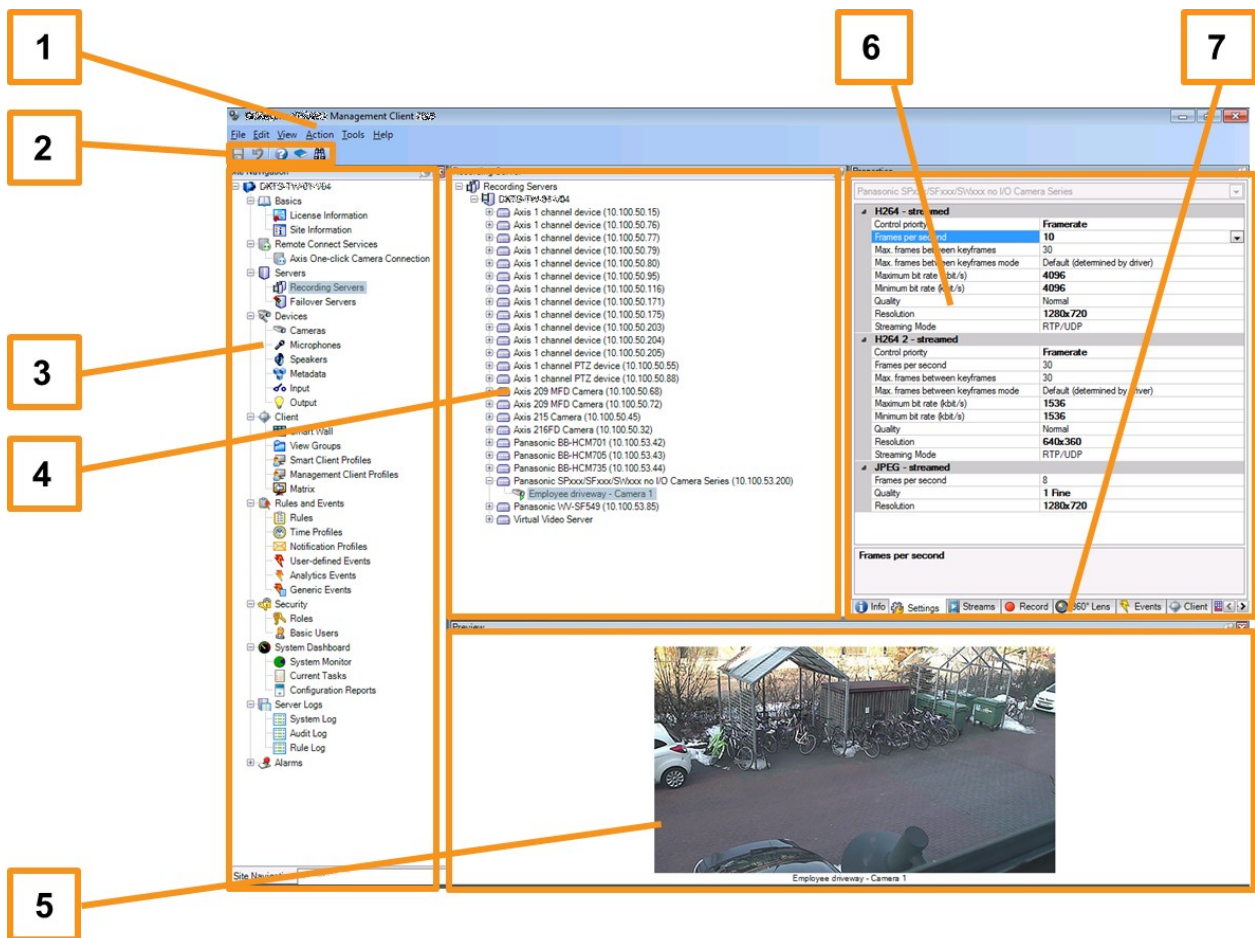 1
6
7
Management Client
File Edit View Action Tools Help
2
Recording Server
Properties
Recording Servers
Panasonic SPxxx/SFxxx/SWxxx no I/O Camera Series
Basics
License Information
Site Information
Remote Connect Services
Axis One-click Camera Connection
Servers
Recording Servers
Failover Servers
Devices
Cameras
Microphones
Speakers
Metadata
Input
Output
Client
Smart Wall
View Groups
Smart Client Profiles
Management Client Profiles
Matrix
Rules and Events
Rules
Time Profiles
Notification Profiles
User-defined Events
Analytics Events
Generic Events
Security
Roles
Basic Users
System Dashboard
System Monitor
Current Tasks
Configuration Reports
Server Logs
System Log
Audit Log
Rule Log
Alarms
Site Navigation
3
Axis 1 channel device (10.100.50.15)
Axis 1 channel device (10.100.50.76)
Axis 1 channel device (10.100.50.77)
Axis 1 channel device (10.100.50.79)
Axis 1 channel device (10.100.50.80)
Axis 1 channel device (10.100.50.95)
Axis 1 channel device (10.100.50.116)
Axis 1 channel device (10.100.50.171)
Axis 1 channel device (10.100.50.175)
Axis 1 channel device (10.100.50.203)
Axis 1 channel device (10.100.50.204)
Axis 1 channel device (10.100.50.205)
Axis 1 channel PTZ device (10.100.50.55)
Axis 1 channel PTZ device (10.100.50.88)
Axis 209 MFD Camera (10.100.50.68)
Axis 209 MFD Camera (10.100.50.72)
Axis 215 Camera (10.100.50.45)
Axis 216FD Camera (10.100.50.32)
Panasonic BB-HCM701 (10.100.53.42)
Panasonic BB-HCM705 (10.100.53.43)
Panasonic BB-HCM735 (10.100.53.44)
Panasonic SPxxx/SFxxx/SWxxx no I/O Camera Series (10.100.53.200)
Employee driveway - Camera 1
Panasonic WV-SF549 (10.100.53.85)
Virtual Video Server
4
H264 - streamed
Control priority Framerate
Frames per second 10
Max. frames between keyframes 30
Max. frames between keyframes mode Default (determined by driver)
Maximum bit rate (kbit/s) 4096
Minimum bit rate (kbit/s) 4096
Quality Normal
Resolution 1280x720
Streaming Mode RTP/UDP
H264 2 - streamed
Control priority Framerate
Frames per second 30
Max. frames between keyframes 30
Max. frames between keyframes mode Default (determined by driver)
Maximum bit rate (kbit/s) 1536
Minimum bit rate (kbit/s) 1536
Quality Normal
Resolution 640x360
Streaming Mode RTP/UDP
JPEG - streamed
Frames per second 8
Quality 1 Fine
Resolution 1280x720
Frames per second
Info Settings Streams Record 360° Lens Events Client
Preview
Employee driveway - Camera 1
5